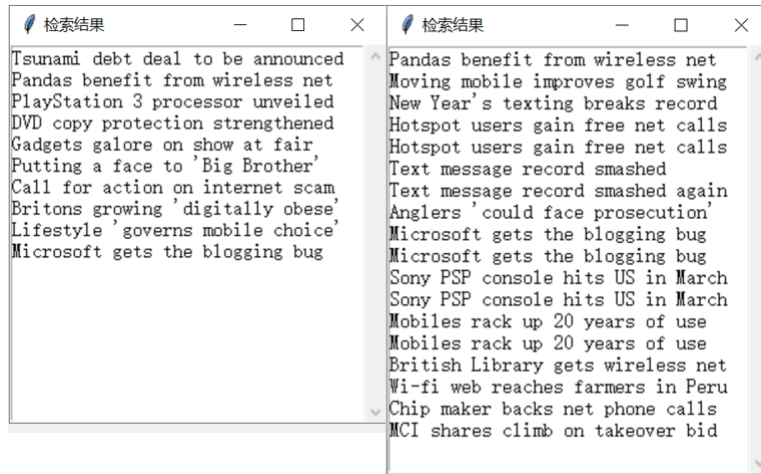 检索结果
Tsunami debt deal to be announced
Pandas benefit from wireless net
PlayStation 3 processor unveiled
DVD copy protection strengthened
Gadgets galore on show at fair
Putting a face to 'Big Brother'
Call for action on internet scam
Britons growing 'digitally obese'
Lifestyle 'governs mobile choice'
Microsoft gets the blogging bug
检索结果
Pandas benefit from wireless net
Moving mobile improves golf swing
New Year's texting breaks record
Hotspot users gain free net calls
Hotspot users gain free net calls
Text message record smashed
Text message record smashed again
Anglers 'could face prosecution'
Microsoft gets the blogging bug
Microsoft gets the blogging bug
Sony PSP console hits US in March
Sony PSP console hits US in March
Mobiles rack up 20 years of use
Mobiles rack up 20 years of use
British Library gets wireless net
Wi-fi web reaches farmers in Peru
Chip maker backs net phone calls
MCI shares climb on takeover bid